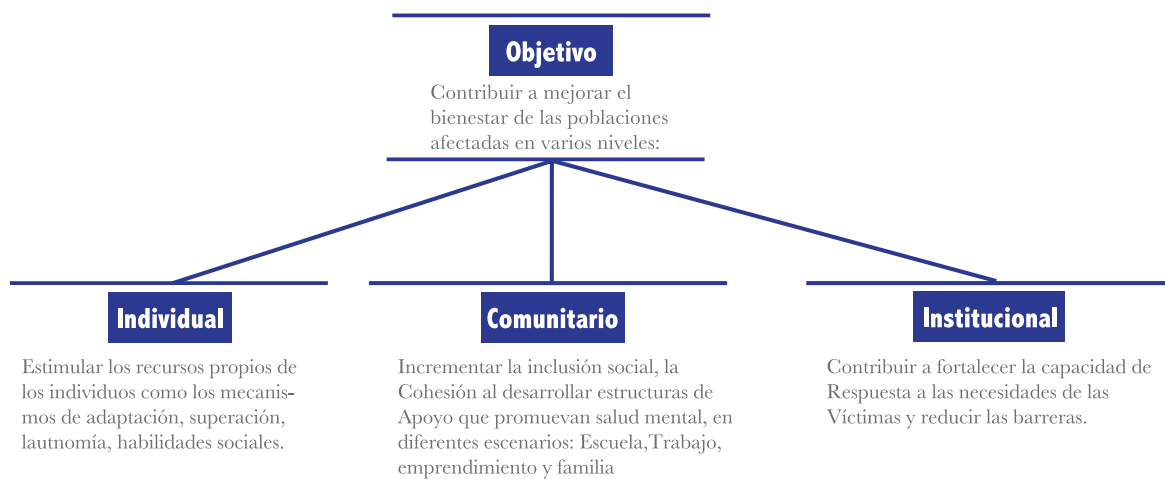 Objetivo
Contribuir a mejorar el
bienestar de las poblaciones
afectadas en varios niveles:
Individual
Estimular los recursos propios de
los individuos como los mecanis-
mos de adaptación, superación,
lautnomía, habilidades sociales.
Comunitario
Incrementar la inclusión social, la
Cohesión al desarrollar estructuras de
Apoyo que promuevan salud mental, en
diferentes escenarios: Escuela,Trabajo,
emprendimiento y familia
Institucional
Contribuir a fortalecer la capacidad de
Respuesta a las necesidades de las
Víctimas y reducir las barreras.